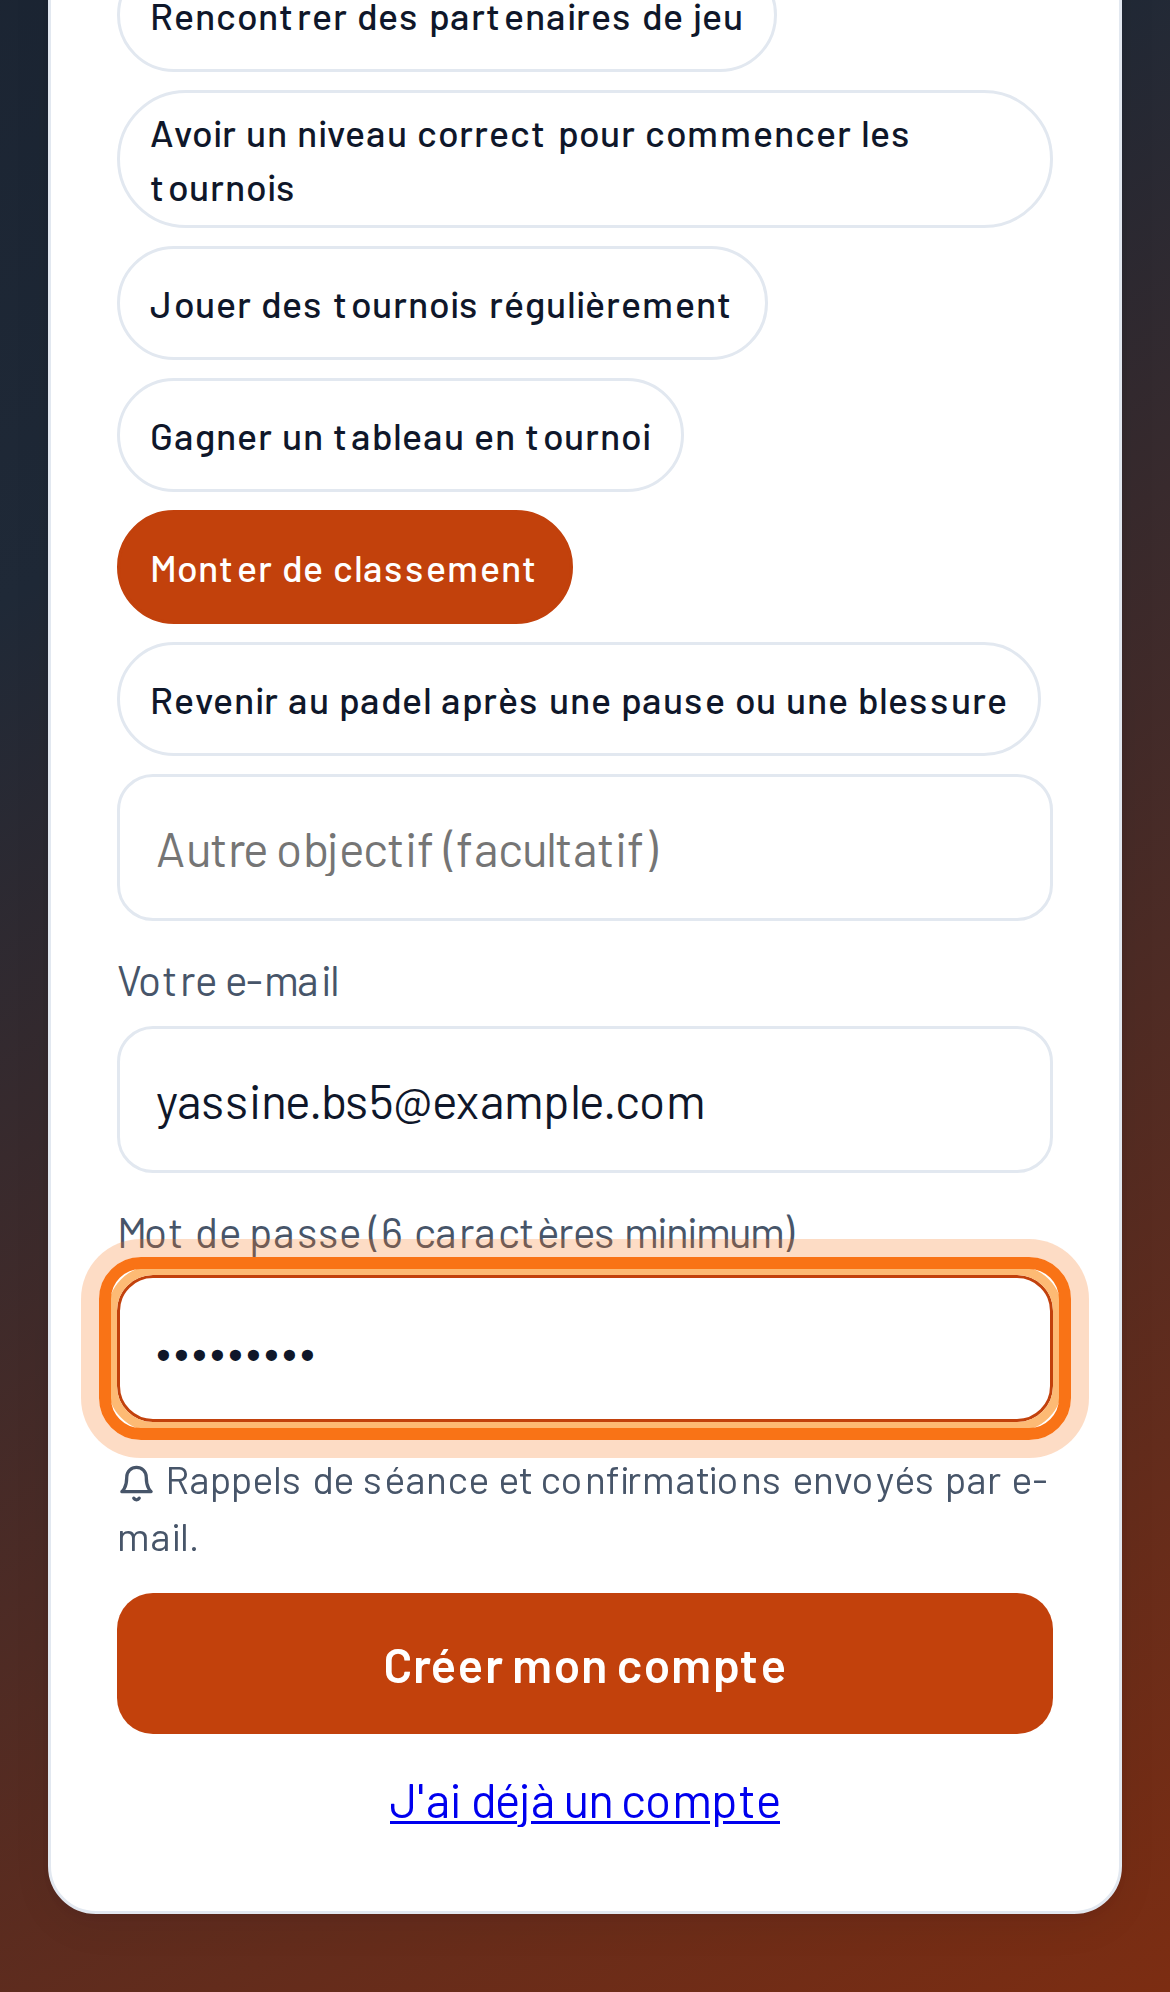 Rencontrer des partenaires de jeu
Avoir un niveau correct pour commencer les
tournois
Jouer des tournois régulièrement
Gagner un tableau en tournoi
Monter de classement
Revenir au padel après une pause ou une blessure
Autre objectif (facultatif)
Votre e-mail
yassine.bs5@example.com
Mot de passe (6 caractères minimum)
•••••••••
Rappels de séance et confirmations envoyés par e-
mail.
Créer mon compte
J'ai déjà un compte